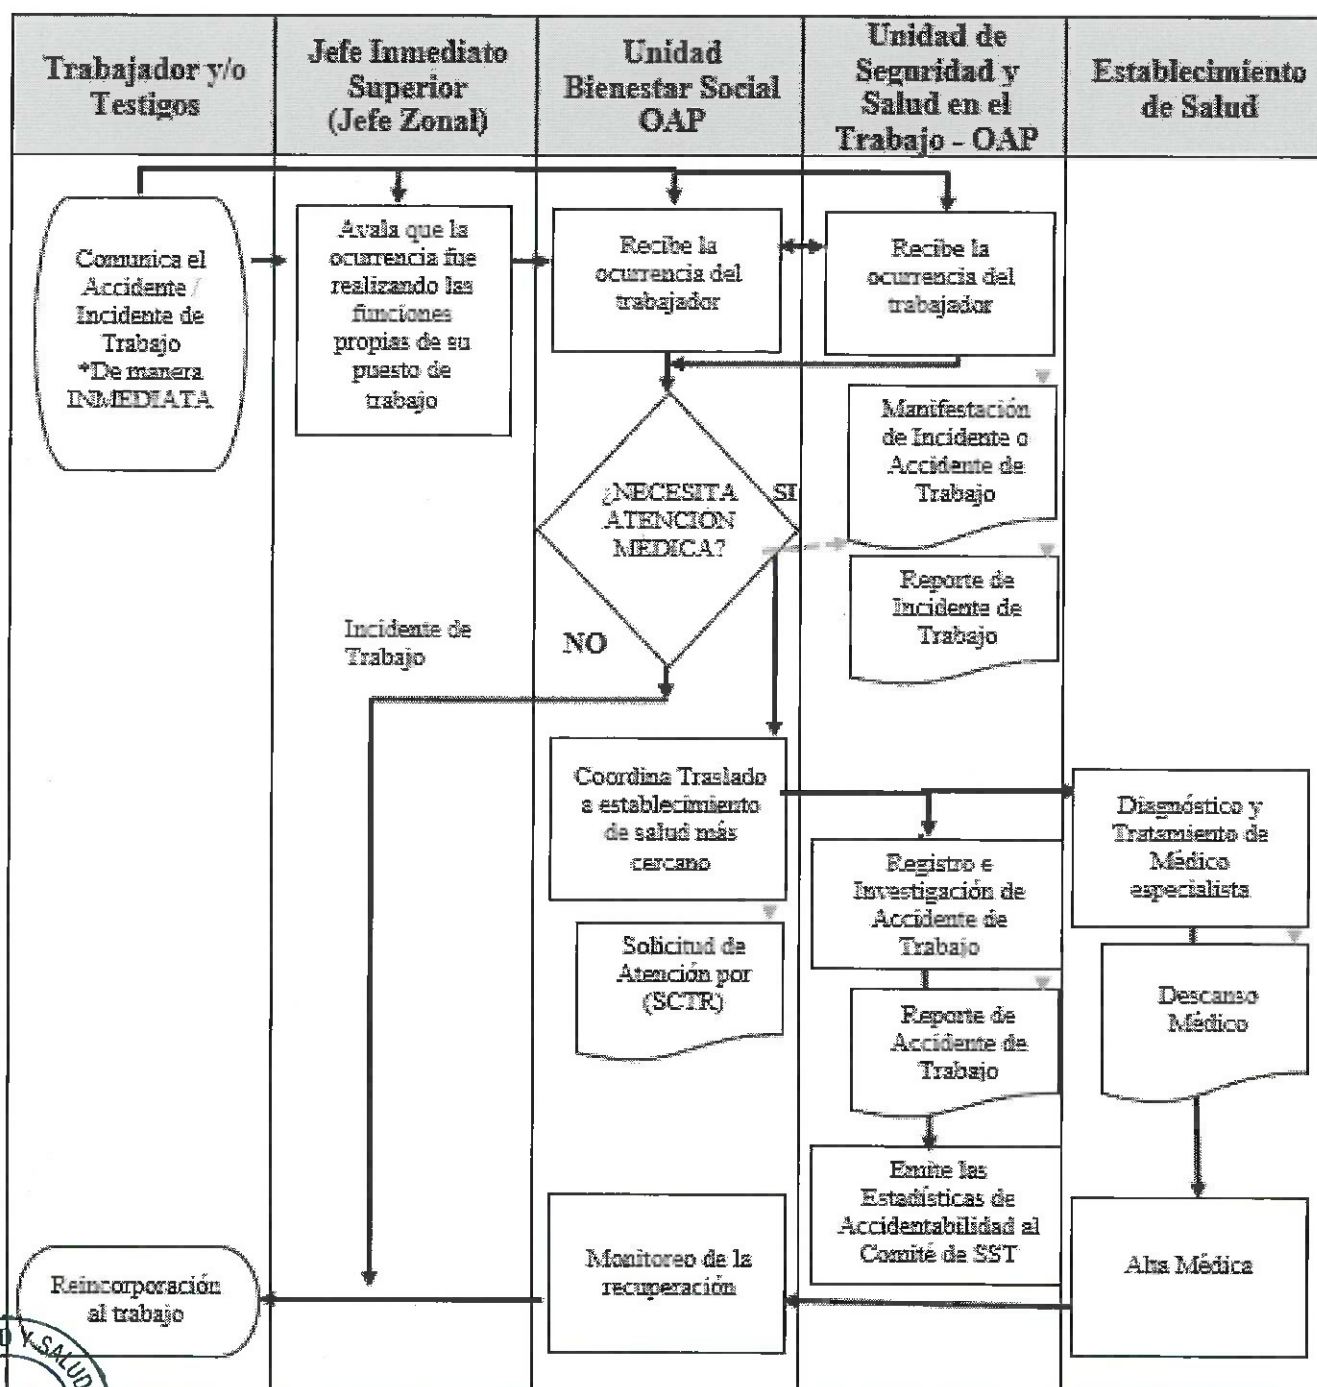 Trabajador y/o
Testigos
Jefe Inmediato
Superior
(Jefe Zonal)
Unidad
Bienestar Social
OAP
Unidad de
Seguridad y
Salud en el
Trabajo - OAP
Establecimiento
de Salud
Comunica el
Accidente /
Incidente de
Trabajo
*De manera
INMEDIATA
Avala que la
ocurrencia fue
realizando las
funciones
propias de su
puesto de
trabajo
Recibe la
ocurrencia del
trabajador
Recibe la
ocurrencia del
trabajador
¿NECESITA
ATENCIÓN
MÉDICA?
SI
NO
Manifestación
de Incidente o
Accidente de
Trabajo
Reporte de
Incidente de
Trabajo
Incidente de
Trabajo
Coordina Traslado
a establecimiento
de salud más
cercano
Solicitud de
Atención por
(SCTR)
Registro e
Investigación de
Accidente de
Trabajo
Reporte de
Accidente de
Trabajo
Emite las
Estadísticas de
Accidentabilidad al
Comité de SST
Diagnóstico y
Tratamiento de
Médico
especialista
Descanso
Médico
Alta Médica
Monitoreo de la
recuperación
Reincorporación
al trabajo
D Y SALUD